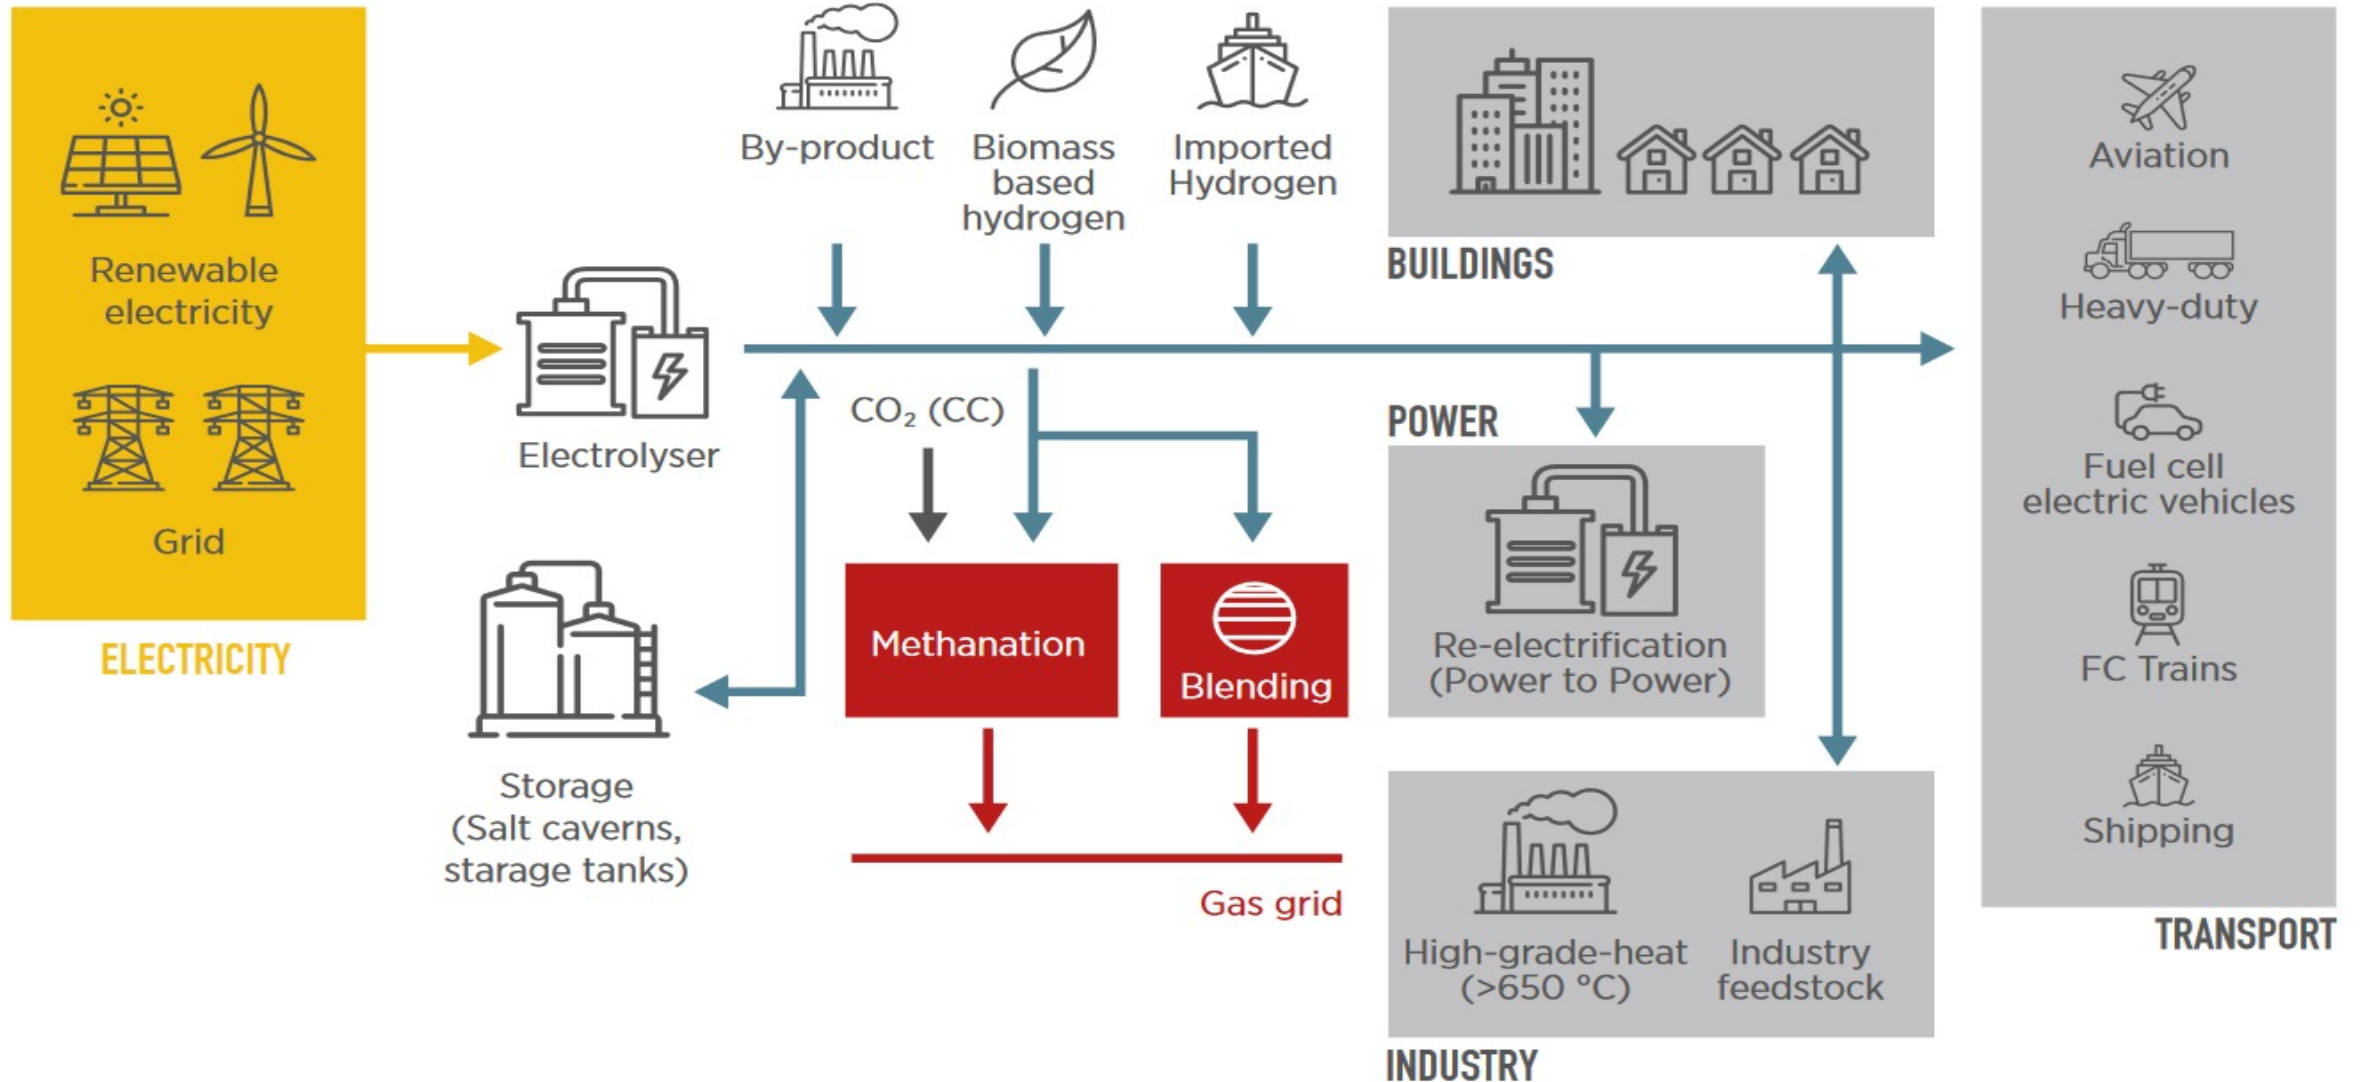 Renewable
electricity
Grid
ELECTRICITY
Electrolyser
Storage
(Salt caverns,
starage tanks)
By-product
Biomass
based
hydrogen
Imported
Hydrogen
CO₂ (CC)
Methanation
Blending
Gas grid
BUILDINGS
POWER
Re-electrification
(Power to Power)
High-grade-heat
(>650 °C)
Industry
feedstock
INDUSTRY
Aviation
Heavy-duty
Fuel cell
electric vehicles
FC Trains
Shipping
TRANSPORT